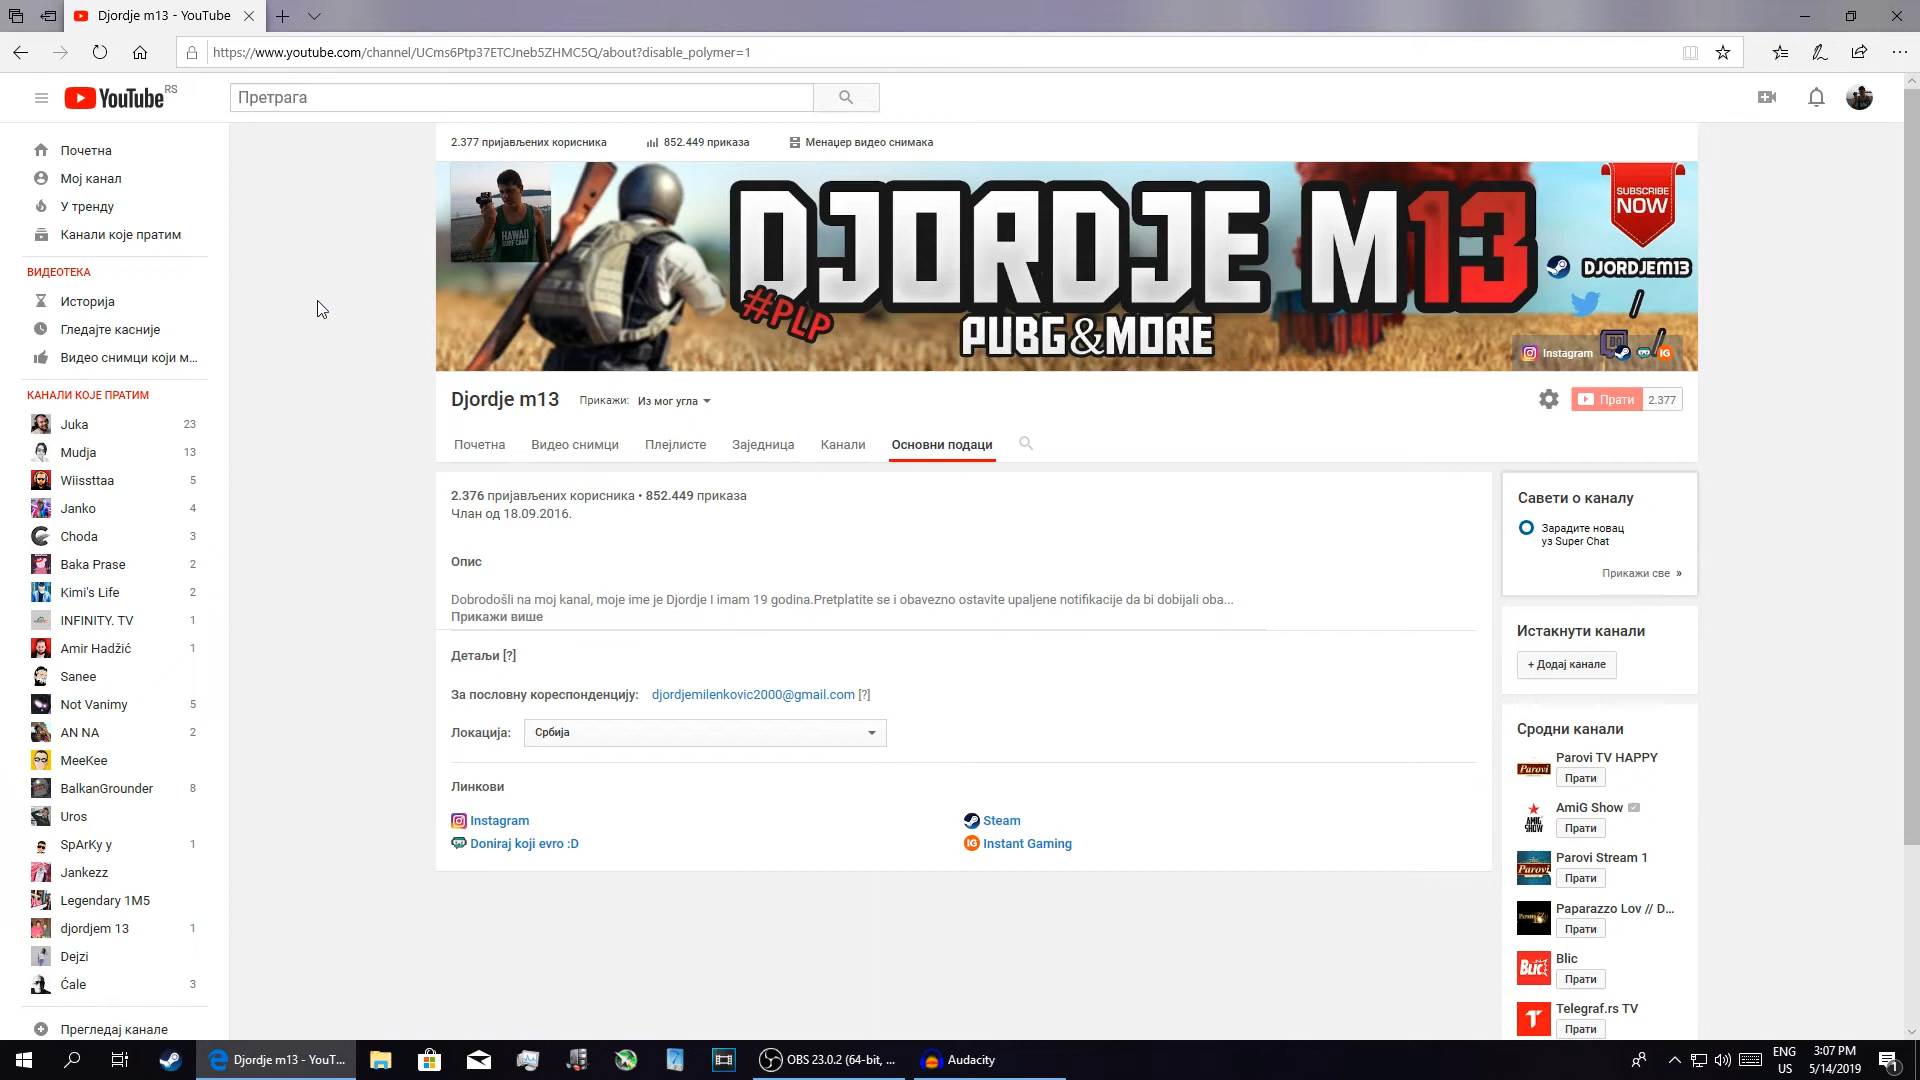 Djordje m13 - YouTube
https://www.youtube.com/channel/UCms6Ptp37ETCJneb5ZHMC5Q/about?disable_polymer=1
YouTube RS
Претрага
Почетна
Мој канал
У тренду
Канали које пратим
ВИДЕОТЕКА
Историја
Гледајте касније
Видео снимци који м...
КАНАЛИ КОЈЕ ПРАТИМ
Juka 23
Mudja 13
Wiissttaa 5
Janko 4
Choda 3
Baka Prase 2
Kimi's Life 2
INFINITY. TV 1
Amir Hadžić 1
Sanee
Not Vanimy 5
AN NA 2
MeeKee
BalkanGrounder 8
Uros
SpArKy y 1
Jankezz
Legendary 1M5
djordjem 13 1
Dejzi
Ćale 3
Прегледај канале
2.377 пријављених корисника 852.449 приказа Менаџер видео снимака
HAWAII
SURF CAMP
DJORDJE M13
#PLP
PUBG&MORE
SUBSCRIBE
NOW
DJORDJEM13
Instagram
Djordje m13 Прикажи: Из мог угла
Прати 2.377
Почетна Видео снимци Плејлисте Заједница Канали Основни подаци
2.376 пријављених корисника • 852.449 приказа
Члан од 18.09.2016.
Опис
Dobrodošli na moj kanal, moje ime je Djordje I imam 19 godina.Pretplatite se i obavezno ostavite upaljene notifikacije da bi dobijali oba...
Прикажи више
Детаљи [?]
За пословну кореспонденцију: djordjemilenkovic2000@gmail.com [?]
Локација: Србија
Линкови
Instagram Steam
Doniraj koji evro :D IG Instant Gaming
Савети о каналу
Зарадите новац
уз Super Chat
Прикажи све »
Истакнути канали
+ Додај канале
Сродни канали
Parovi TV HAPPY
Прати
AmiG Show
Прати
Parovi Stream 1
Прати
Paparazzo Lov // D...
Прати
Blic
Прати
Telegraf.rs TV
Прати
Djordje m13 - YouT... OBS 23.0.2 (64-bit, ... Audacity
ENG
US
3:07 PM
5/14/2019
1